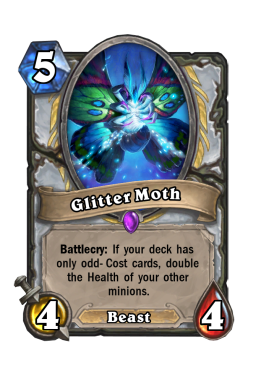 5
Glitter Moth
Battlecry: If your deck has
only odd- Cost cards, double
the Health of your other
minions.
4
Beast
4